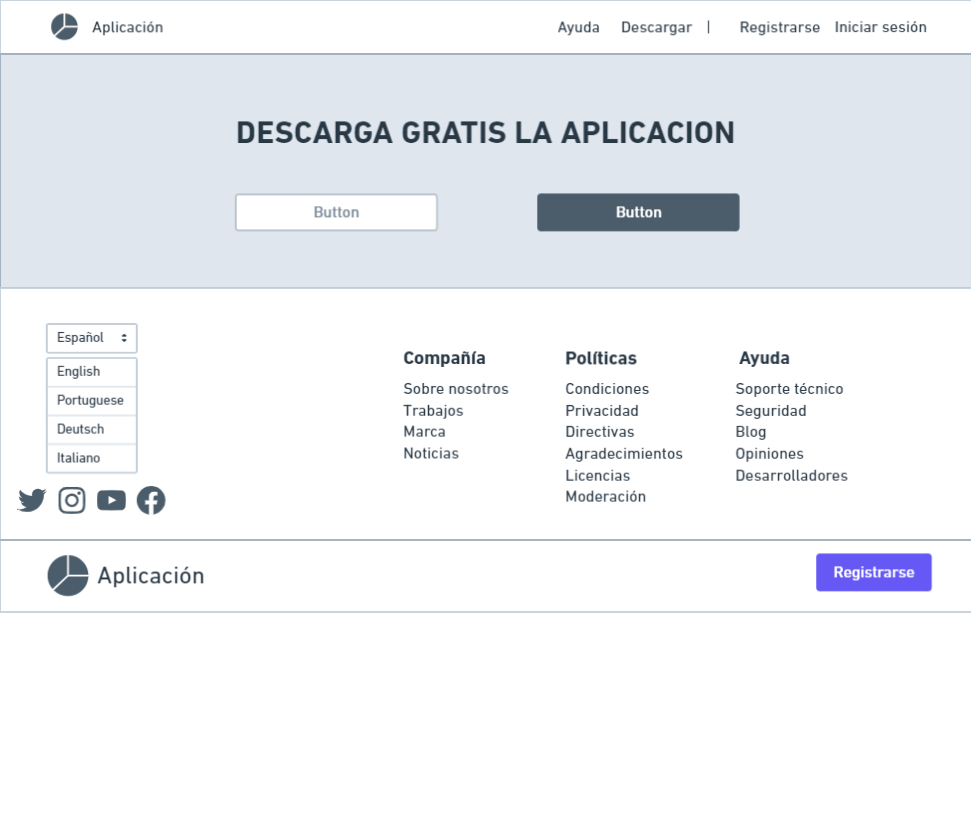 Aplicación
Ayuda Descargar | Registrarse Iniciar sesión
DESCARGA GRATIS LA APLICACION
Button
Button
Español
English
Portuguese
Deutsch
Italiano
Compañía
Sobre nosotros
Trabajos
Marca
Noticias
Políticas
Condiciones
Privacidad
Directivas
Agradecimientos
Licencias
Moderación
Ayuda
Soporte técnico
Seguridad
Blog
Opiniones
Desarrolladores
Aplicación
Registrarse